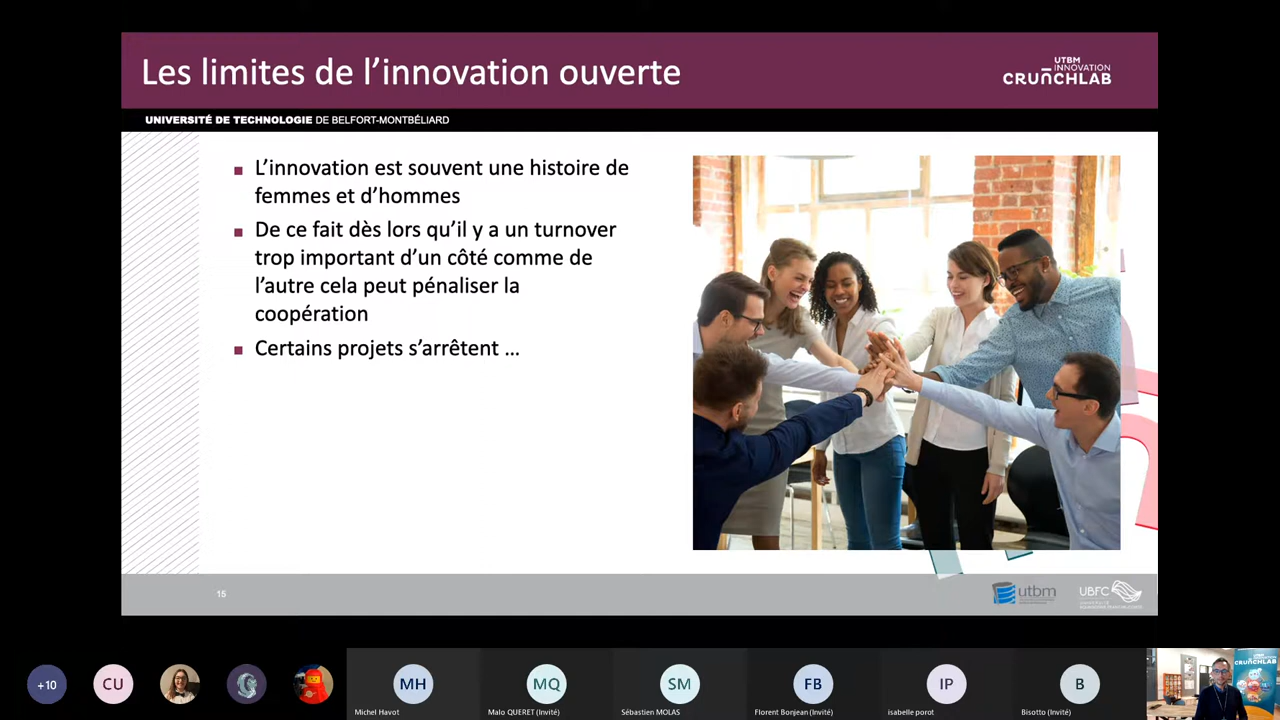 Les limites de l’innovation ouverte
UTBM
INNOVATION
CRUNCHLAB
UNIVERSITÉ DE TECHNOLOGIE DE BELFORT-MONTBÉLIARD
L’innovation est souvent une histoire de
femmes et d’hommes
De ce fait dès lors qu’il y a un turnover
trop important d’un côté comme de
l’autre cela peut pénaliser la
coopération
Certains projets s’arrêtent ...
15
utbm
UBFC
+10
CU
MH
MQ
SM
FB
IP
B
Michel Havot
Malo QUERET (Invité)
Sébastien MOLAS
Florent Bonjean (Invité)
isabelle porot
Bisotto (Invité)
CRUNCHLAB